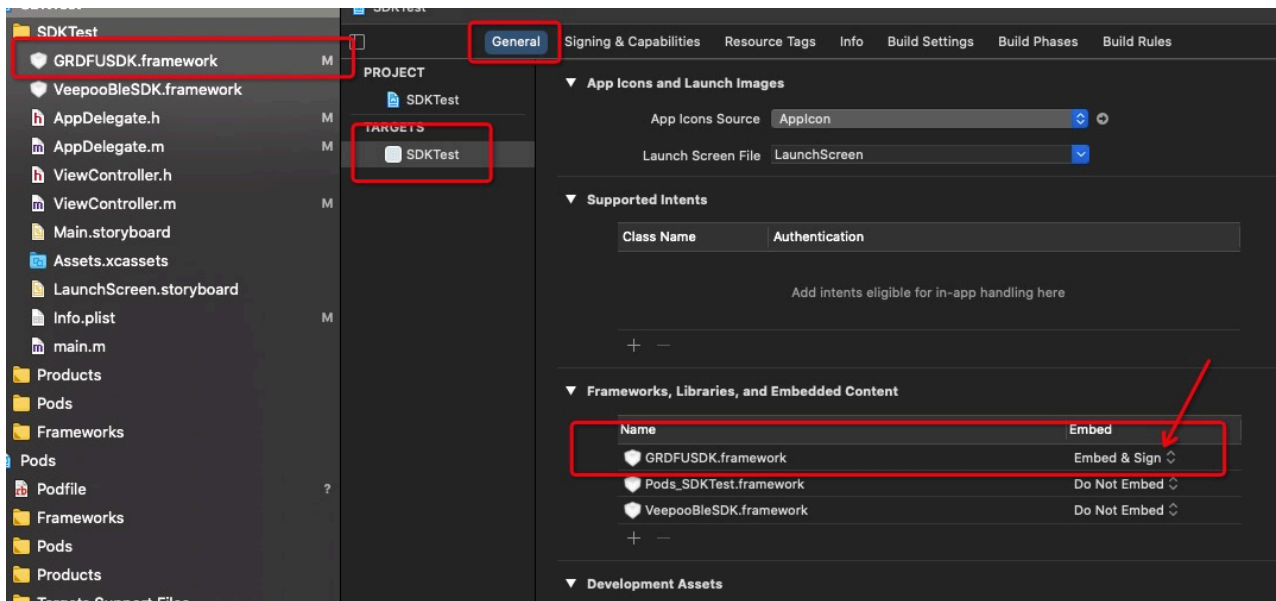 SDKTest
GRDFUSDK.framework M
VeepooBleSDK.framework
AppDelegate.h M
AppDelegate.m M
ViewController.h
ViewController.m M
Main.storyboard
Assets.xcassets
LaunchScreen.storyboard
Info.plist M
main.m
Products
Pods
Frameworks
Pods
Podfile ?
Frameworks
Pods
Products
General Signing & Capabilities Resource Tags Info Build Settings Build Phases Build Rules
PROJECT
SDKTest
TARGETS
SDKTest
App Icons and Launch Images
App Icons Source AppIcon
Launch Screen File LaunchScreen
Supported Intents
Class Name Authentication
Add intents eligible for in-app handling here
Frameworks, Libraries, and Embedded Content
Name Embed
GRDFUSDK.framework Embed & Sign
Pods_SDKTest.framework Do Not Embed
VeepooBleSDK.framework Do Not Embed
Development Assets